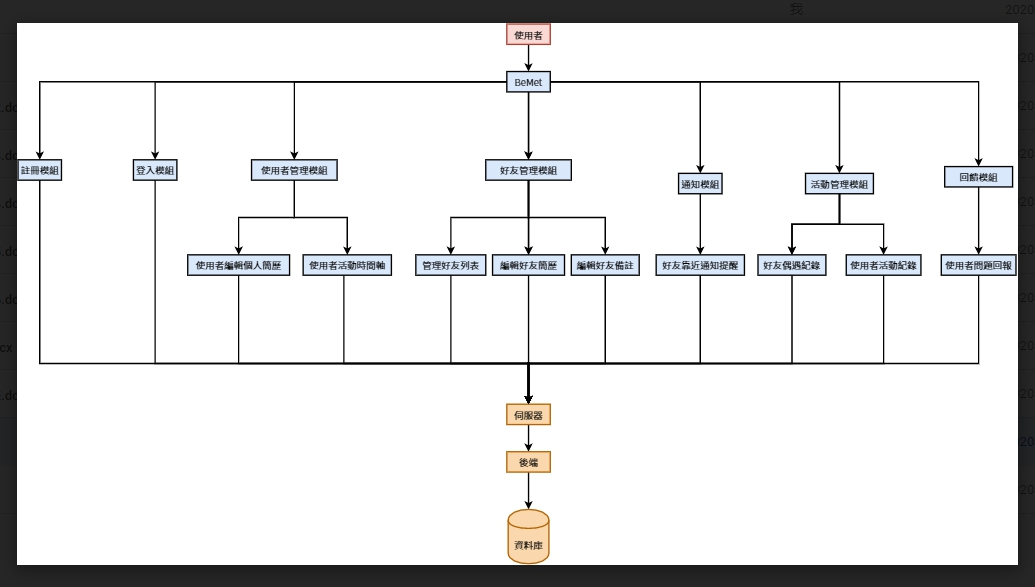 我
2020
使用者
BeMet
註冊模組
登入模組
使用者管理模組
好友管理模組
通知模組
活動管理模組
回饋模組
使用者編輯個人簡歷
使用者活動時間軸
管理好友列表
編輯好友簡歷
編輯好友備註
好友靠近通知提醒
好友偶遇紀錄
使用者活動紀錄
使用者問題回報
伺服器
後端
資料庫